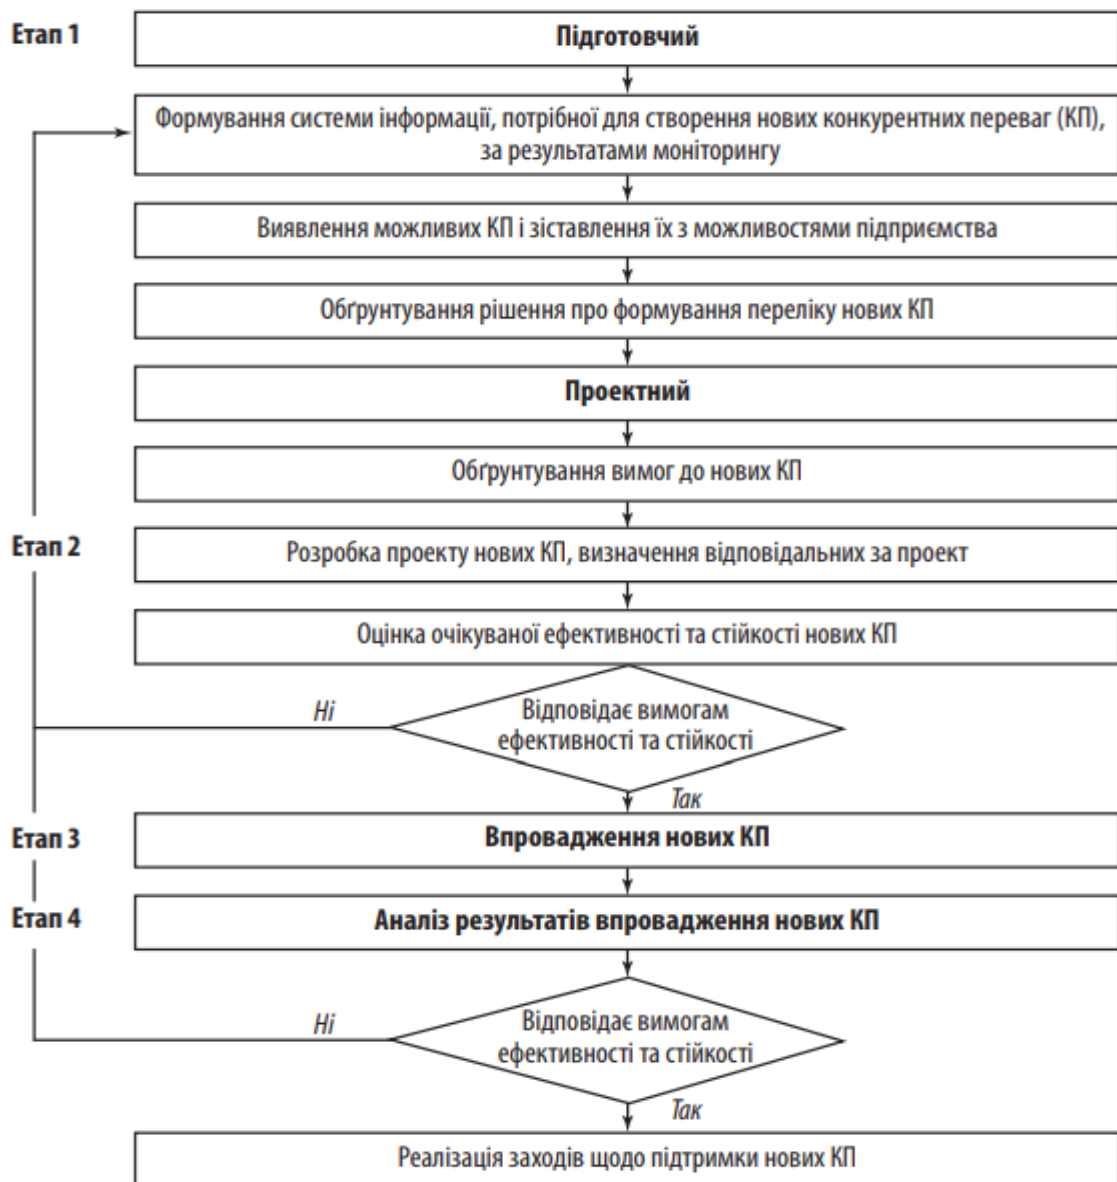 Етап 1
Підготовчий
Формування системи інформації, потрібної для створення нових конкурентних переваг (КП),
за результатами моніторингу
Виявлення можливих КП і зіставлення їх з можливостями підприємства
Обґрунтування рішення про формування переліку нових КП
Проектний
Обґрунтування вимог до нових КП
Етап 2
Розробка проекту нових КП, визначення відповідальних за проект
Оцінка очікуваної ефективності та стійкості нових КП
Ні
Відповідає вимогам
ефективності та стійкості
Так
Етап 3
Впровадження нових КП
Етап 4
Аналіз результатів впровадження нових КП
Ні
Відповідає вимогам
ефективності та стійкості
Так
Реалізація заходів щодо підтримки нових КП